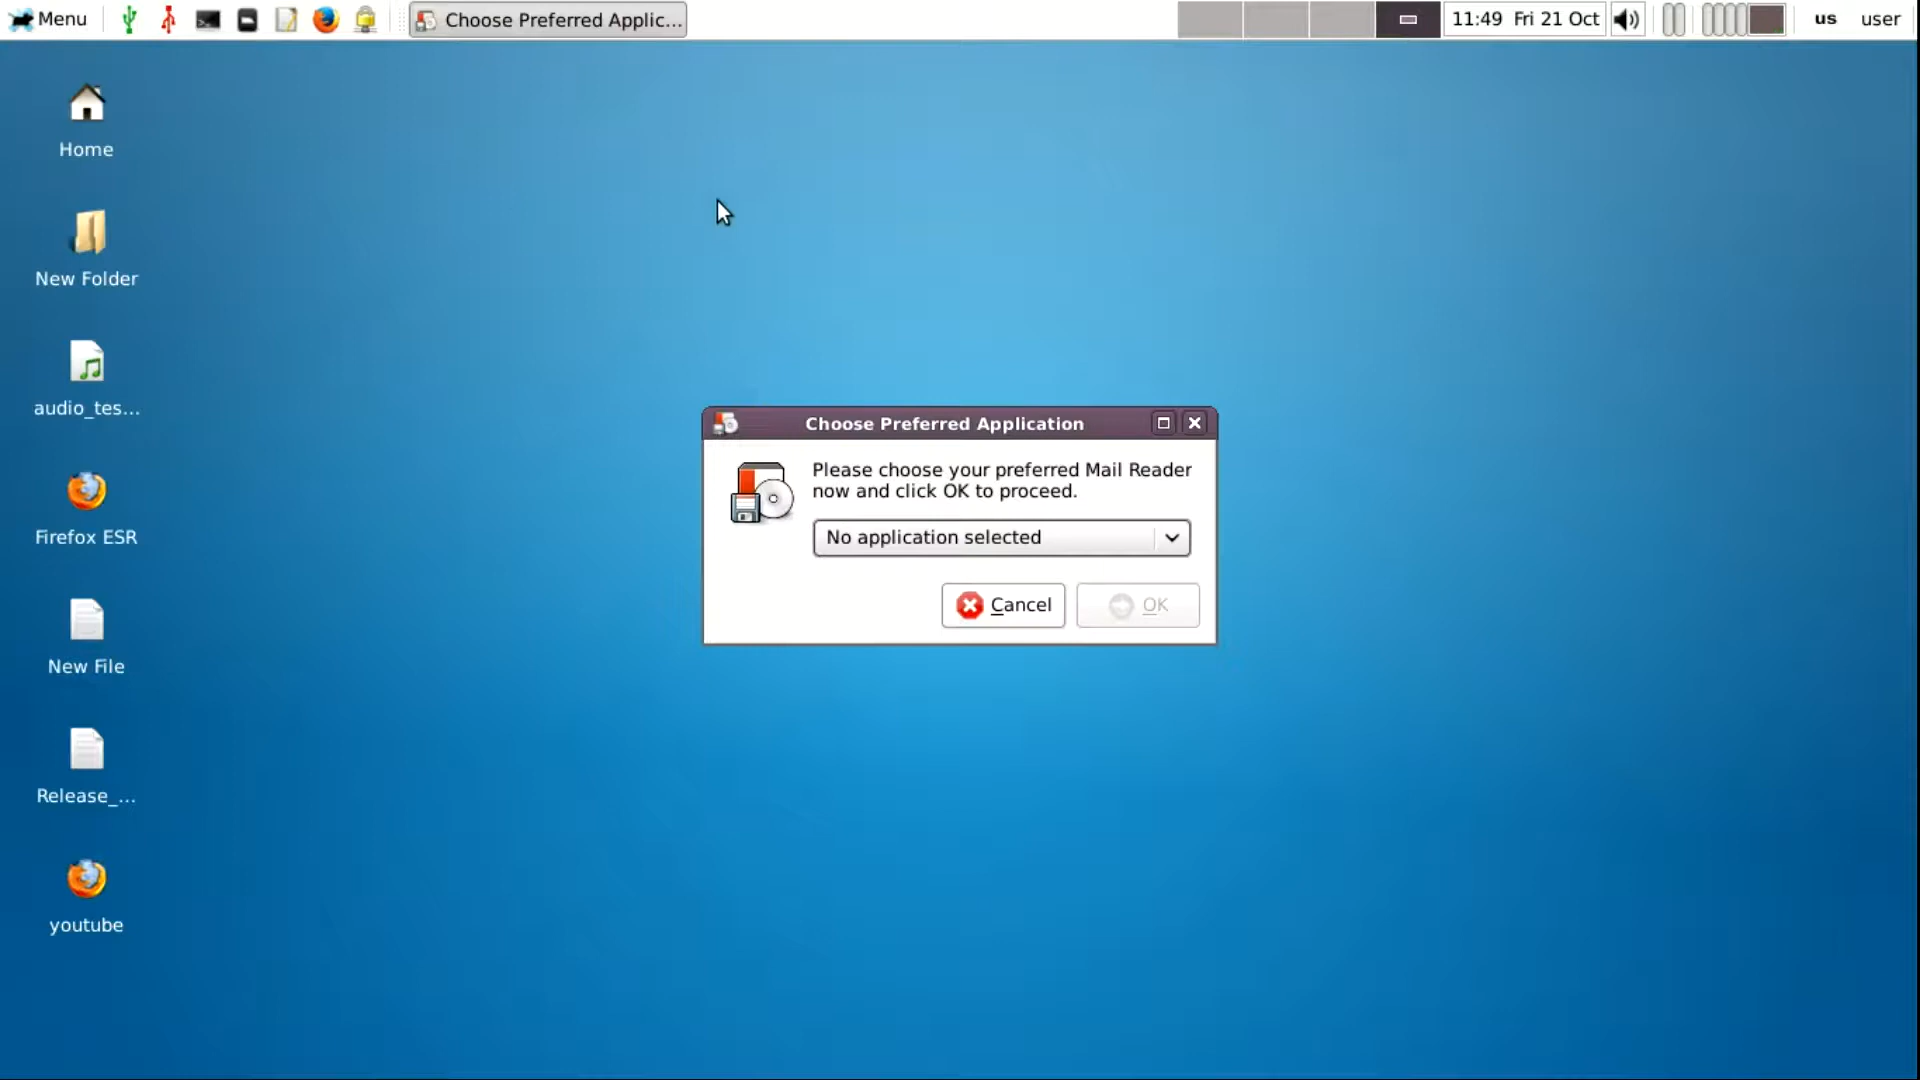 Menu
Choose Preferred Applic...
11:49 Fri 21 Oct
us
user
Home
New Folder
audio_tes...
Firefox ESR
New File
Release_...
youtube
Choose Preferred Application
Please choose your preferred Mail Reader
now and click OK to proceed.
No application selected
Cancel
OK